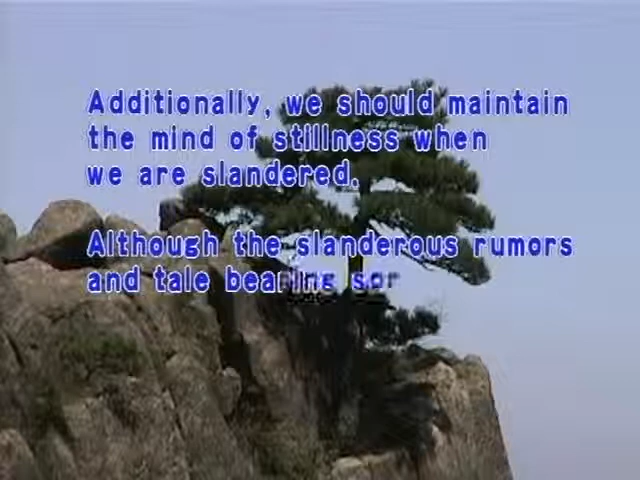 Additionally, we should maintain
the mind of stillness when
we are slandered.
Although the slanderous rumors
and tale bearing